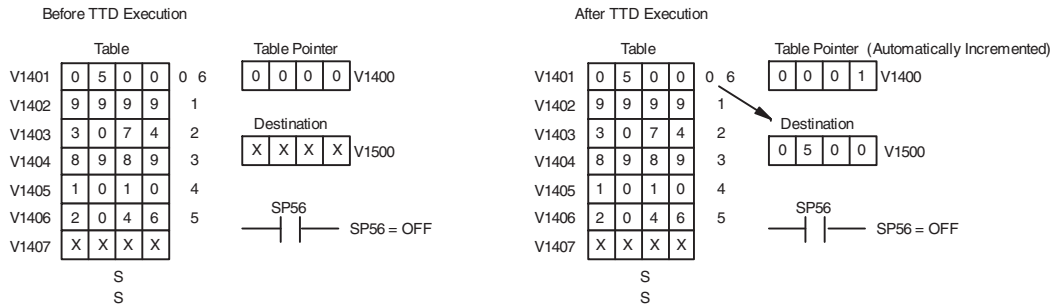 Before TTD Execution
Table
Table Pointer
V1401 0 5 0 0 0 6
0 0 0 0 V1400
V1402 9 9 9 9 1
V1403 3 0 7 4 2
Destination
X X X X V1500
V1404 8 9 8 9 3
V1405 1 0 1 0 4
V1406 2 0 4 6 5
SP56
SP56 = OFF
V1407 X X X X
S
S
After TTD Execution
Table
Table Pointer (Automatically Incremented)
V1401 0 5 0 0 0 6
0 0 0 1 V1400
V1402 9 9 9 9 1
V1403 3 0 7 4 2
Destination
0 5 0 0 V1500
V1404 8 9 8 9 3
V1405 1 0 1 0 4
V1406 2 0 4 6 5
SP56
SP56 = OFF
V1407 X X X X
S
S